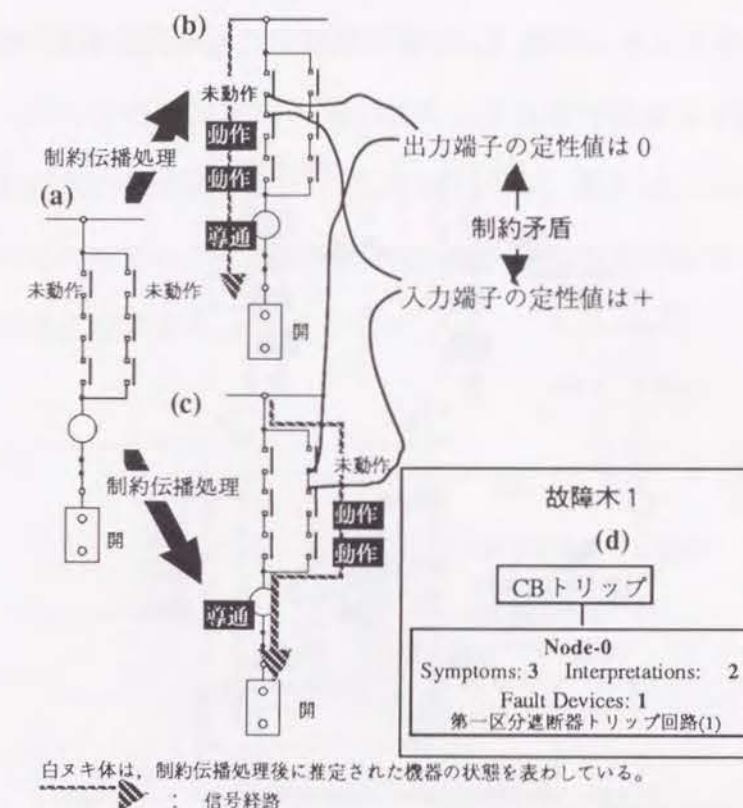 (b)
未動作
動作
動作
導通
開
制約伝播処理
(a)
未動作 未動作
開
制約伝播処理
(c)
未動作
動作
動作
導通
開
出力端子の定性値は0
制約矛盾
入力端子の定性値は+
故障木1
(d)
CBトリップ
Node-0
Symptoms: 3 Interpretations: 2
Fault Devices: 1
第一区分遮断器トリップ回路(1)
白ヌキ体は,制約伝播処理後に推定された機器の状態を表わしている。
: 信号経路